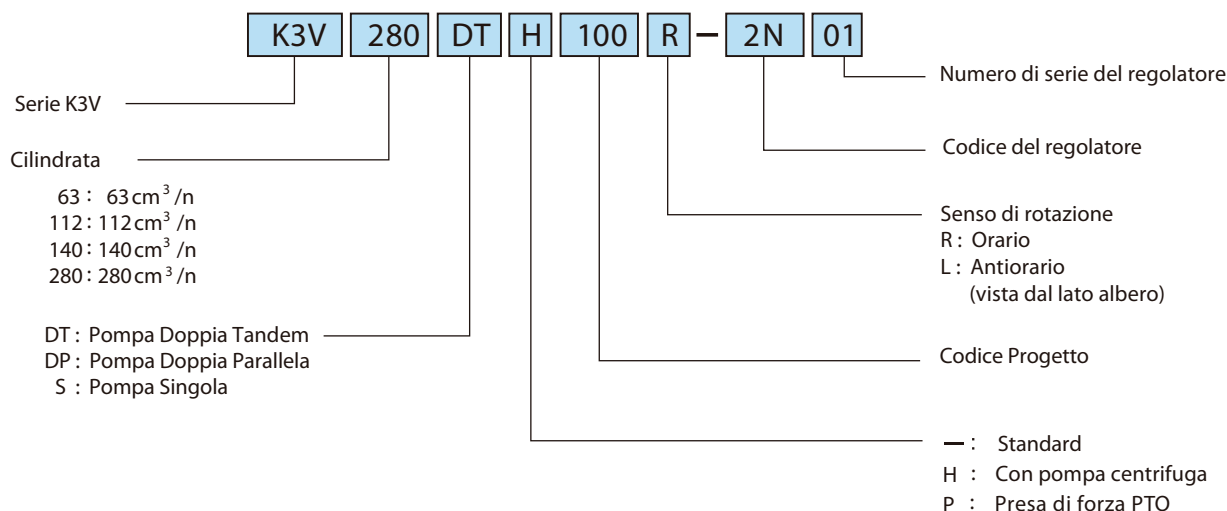 K3V 280 DT H 100 R – 2N 01
Serie K3V
Cilindrata
63 : 63 cm³ /n
112 : 112 cm³ /n
140 : 140 cm³ /n
280 : 280 cm³ /n
DT : Pompa Doppia Tandem
DP : Pompa Doppia Parallela
S : Pompa Singola
Numero di serie del regolatore
Codice del regolatore
Senso di rotazione
R : Orario
L : Antiorario
(vista dal lato albero)
Codice Progetto
– : Standard
H : Con pompa centrifuga
P : Presa di forza PTO